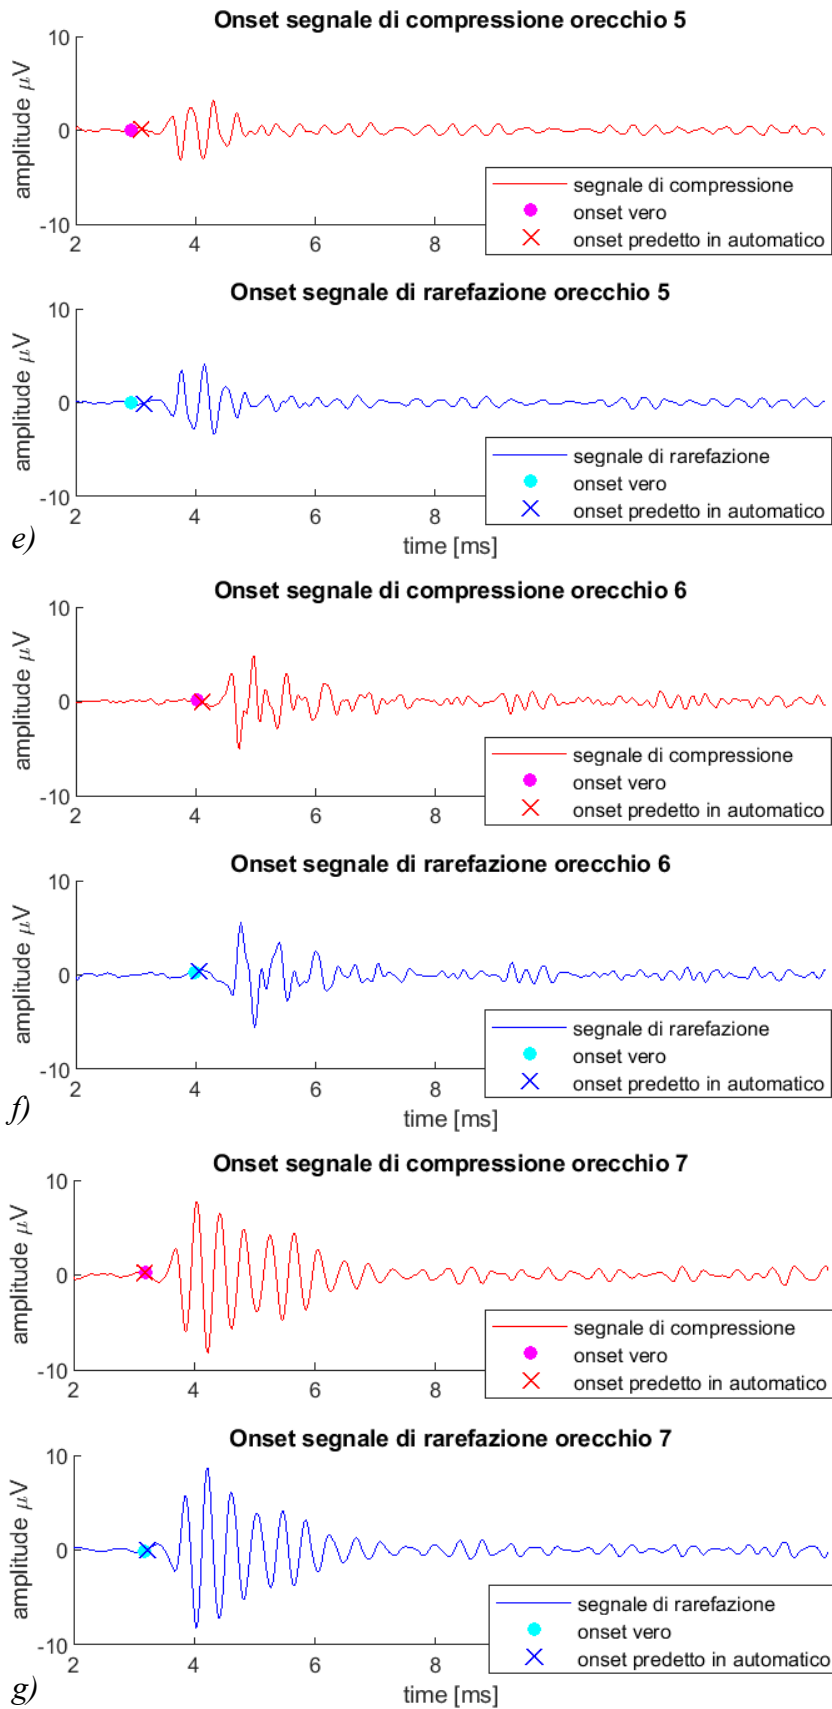 Onset segnale di compressione orecchio 5
10
0
-10
amplitude μV
2 4 6 8
segnale di compressione
onset vero
onset predetto in automatico
Onset segnale di rarefazione orecchio 5
10
0
-10
amplitude μV
2 4 6 8
time [ms]
segnale di rarefazione
onset vero
onset predetto in automatico
e)
Onset segnale di compressione orecchio 6
10
0
-10
amplitude μV
2 4 6 8
segnale di compressione
onset vero
onset predetto in automatico
Onset segnale di rarefazione orecchio 6
10
0
-10
amplitude μV
2 4 6 8
time [ms]
segnale di rarefazione
onset vero
onset predetto in automatico
f)
Onset segnale di compressione orecchio 7
10
0
-10
amplitude μV
2 4 6 8
segnale di compressione
onset vero
onset predetto in automatico
Onset segnale di rarefazione orecchio 7
10
0
-10
amplitude μV
2 4 6 8
time [ms]
segnale di rarefazione
onset vero
onset predetto in automatico
g)